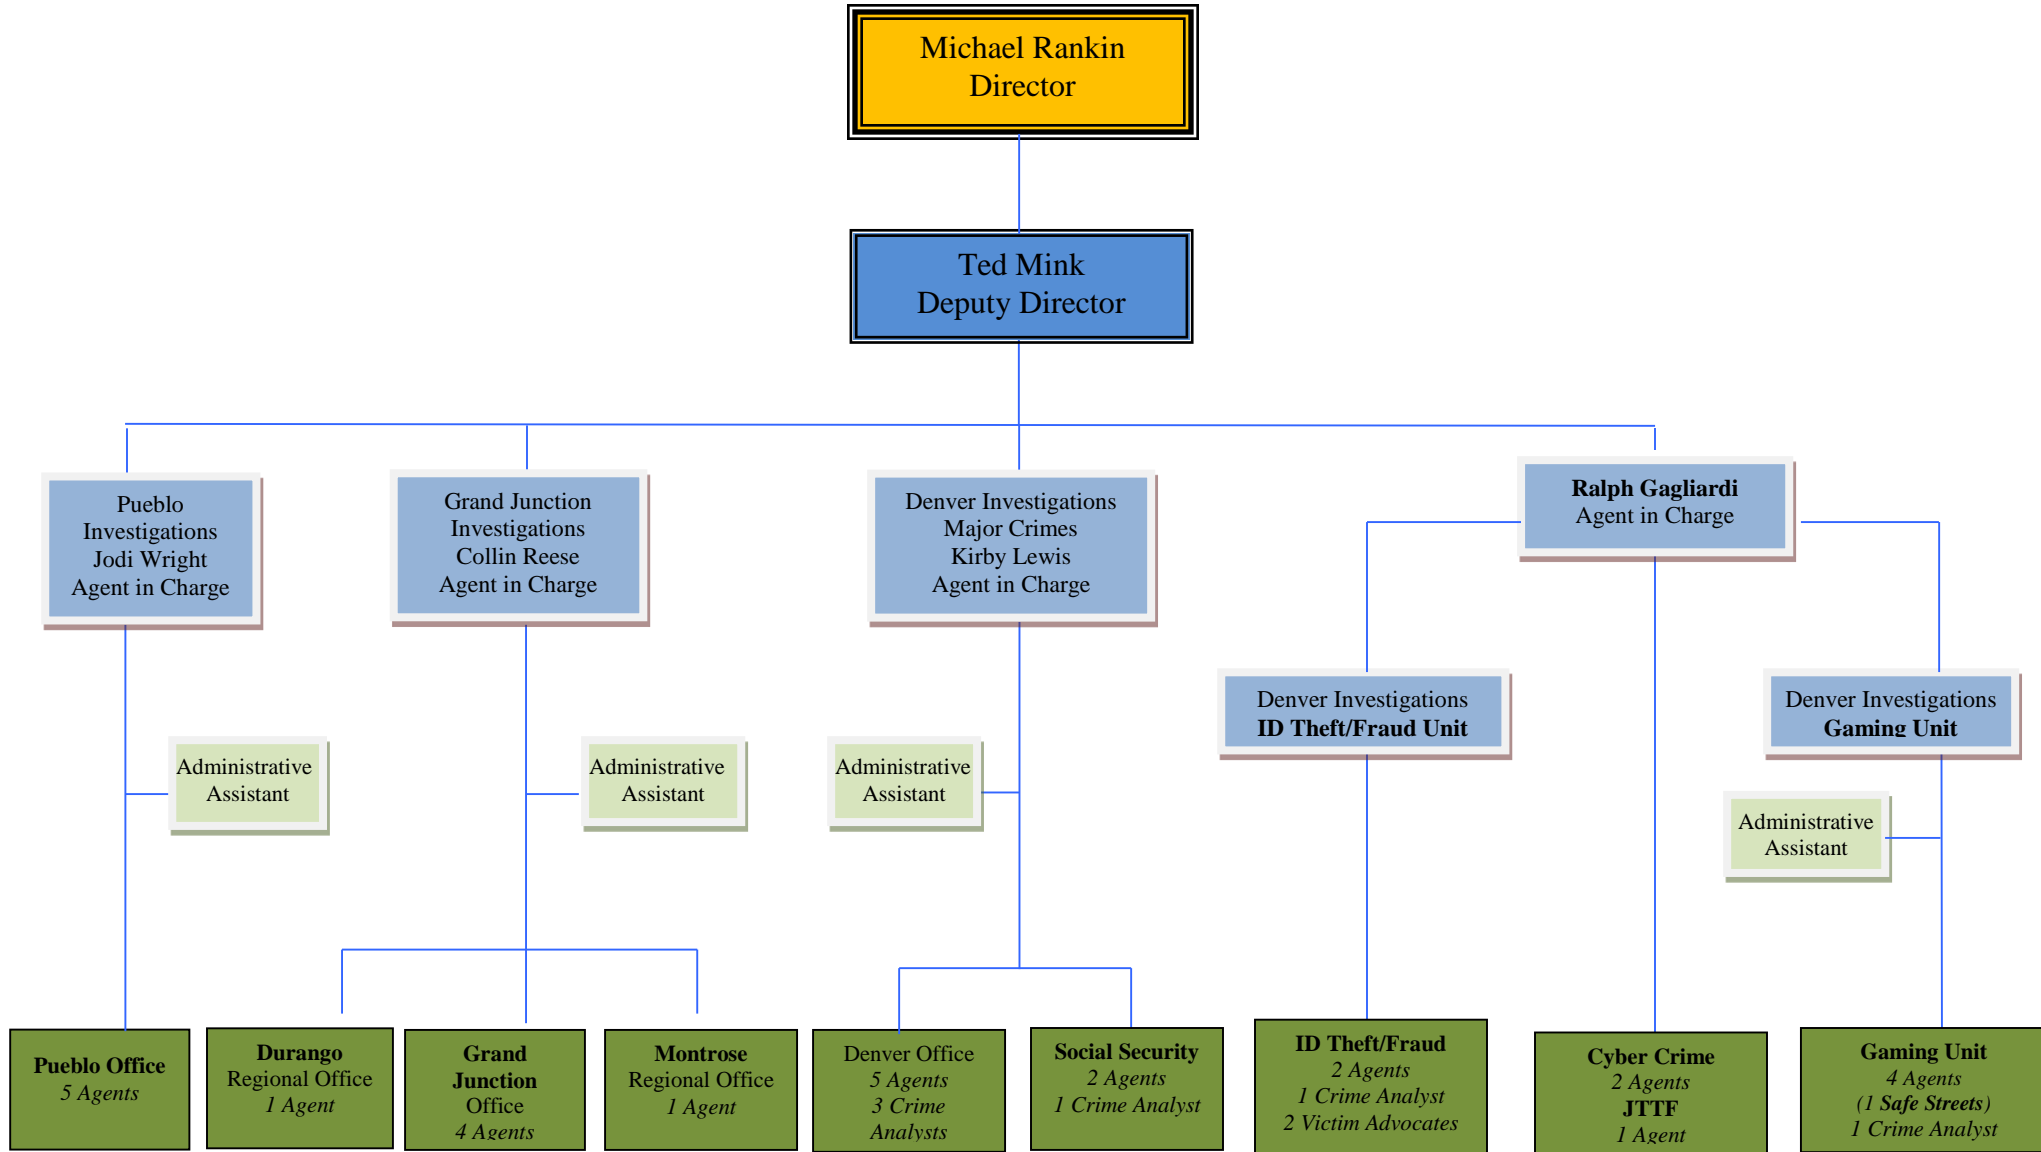 Michael Rankin
Director
Ted Mink
Deputy Director
Pueblo
Investigations
Jodi Wright
Agent in Charge
Grand Junction
Investigations
Collin Reese
Agent in Charge
Denver Investigations
Major Crimes
Kirby Lewis
Agent in Charge
Ralph Gagliardi
Agent in Charge
Denver Investigations
ID Theft/Fraud Unit
Denver Investigations
Gaming Unit
Administrative
Assistant
Administrative
Assistant
Administrative
Assistant
Administrative
Assistant
Pueblo Office
5 Agents
Durango
Regional Office
1 Agent
Grand
Junction
Office
4 Agents
Montrose
Regional Office
1 Agent
Denver Office
5 Agents
3 Crime
Analysts
Social Security
2 Agents
1 Crime Analyst
ID Theft/Fraud
2 Agents
1 Crime Analyst
2 Victim Advocates
Cyber Crime
2 Agents
JTTF
1 Agent
Gaming Unit
4 Agents
(1 Safe Streets)
1 Crime Analyst